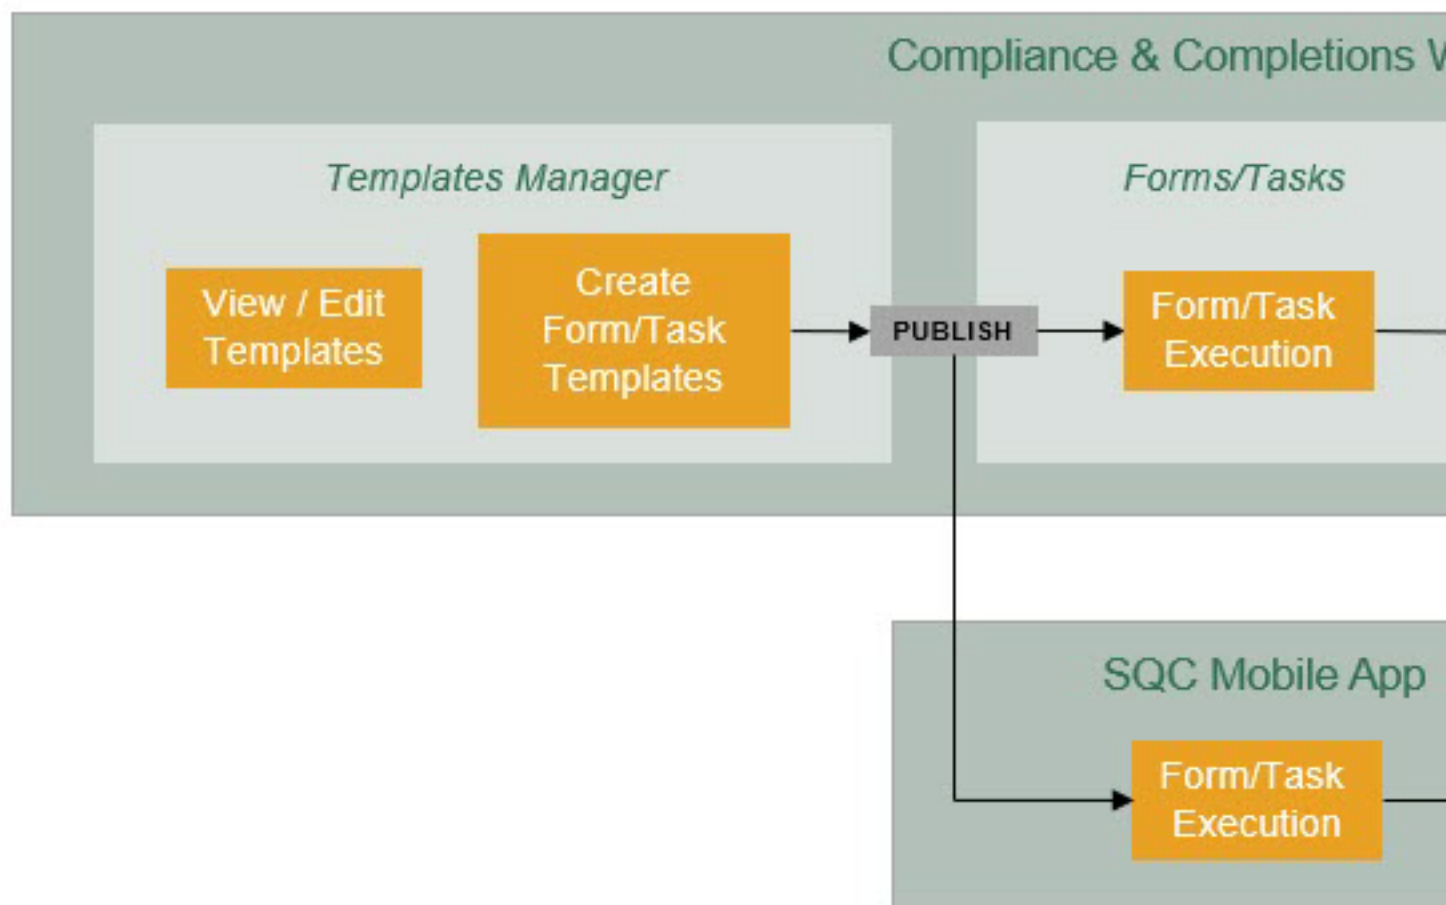 Compliance & Completions W
Templates Manager
View / Edit
Templates
Create
Form/Task
Templates
PUBLISH
Forms/Tasks
Form/Task
Execution
SQC Mobile App
Form/Task
Execution